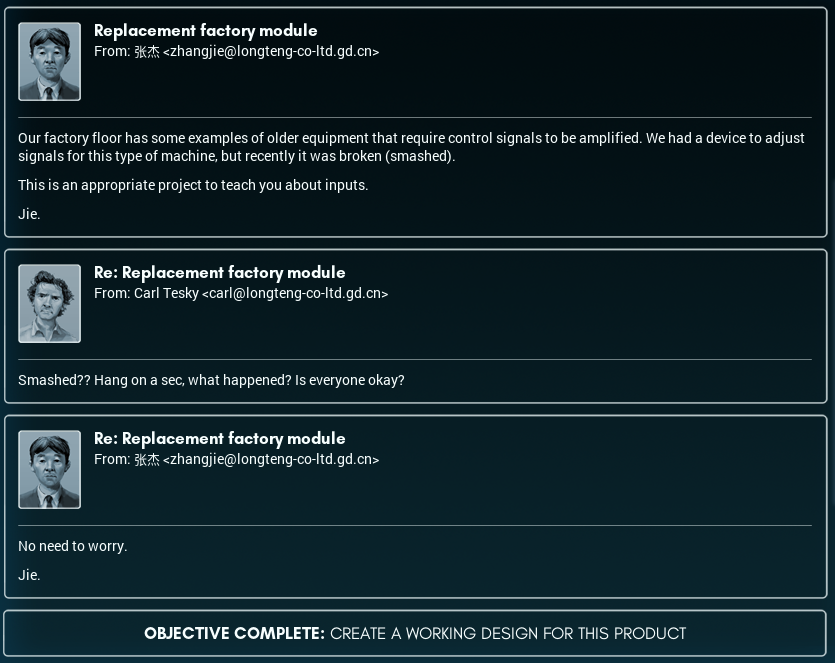 Replacement factory module
From: 张杰 <zhangjie@longteng-co-ltd.gd.cn>
Our factory floor has some examples of older equipment that require control signals to be amplified. We had a device to adjust
signals for this type of machine, but recently it was broken (smashed).
This is an appropriate project to teach you about inputs.
Jie.
Re: Replacement factory module
From: Carl Tesky <carl@longteng-co-ltd.gd.cn>
Smashed?? Hang on a sec, what happened? Is everyone okay?
Re: Replacement factory module
From: 张杰 <zhangjie@longteng-co-ltd.gd.cn>
No need to worry.
Jie.
OBJECTIVE COMPLETE: CREATE A WORKING DESIGN FOR THIS PRODUCT